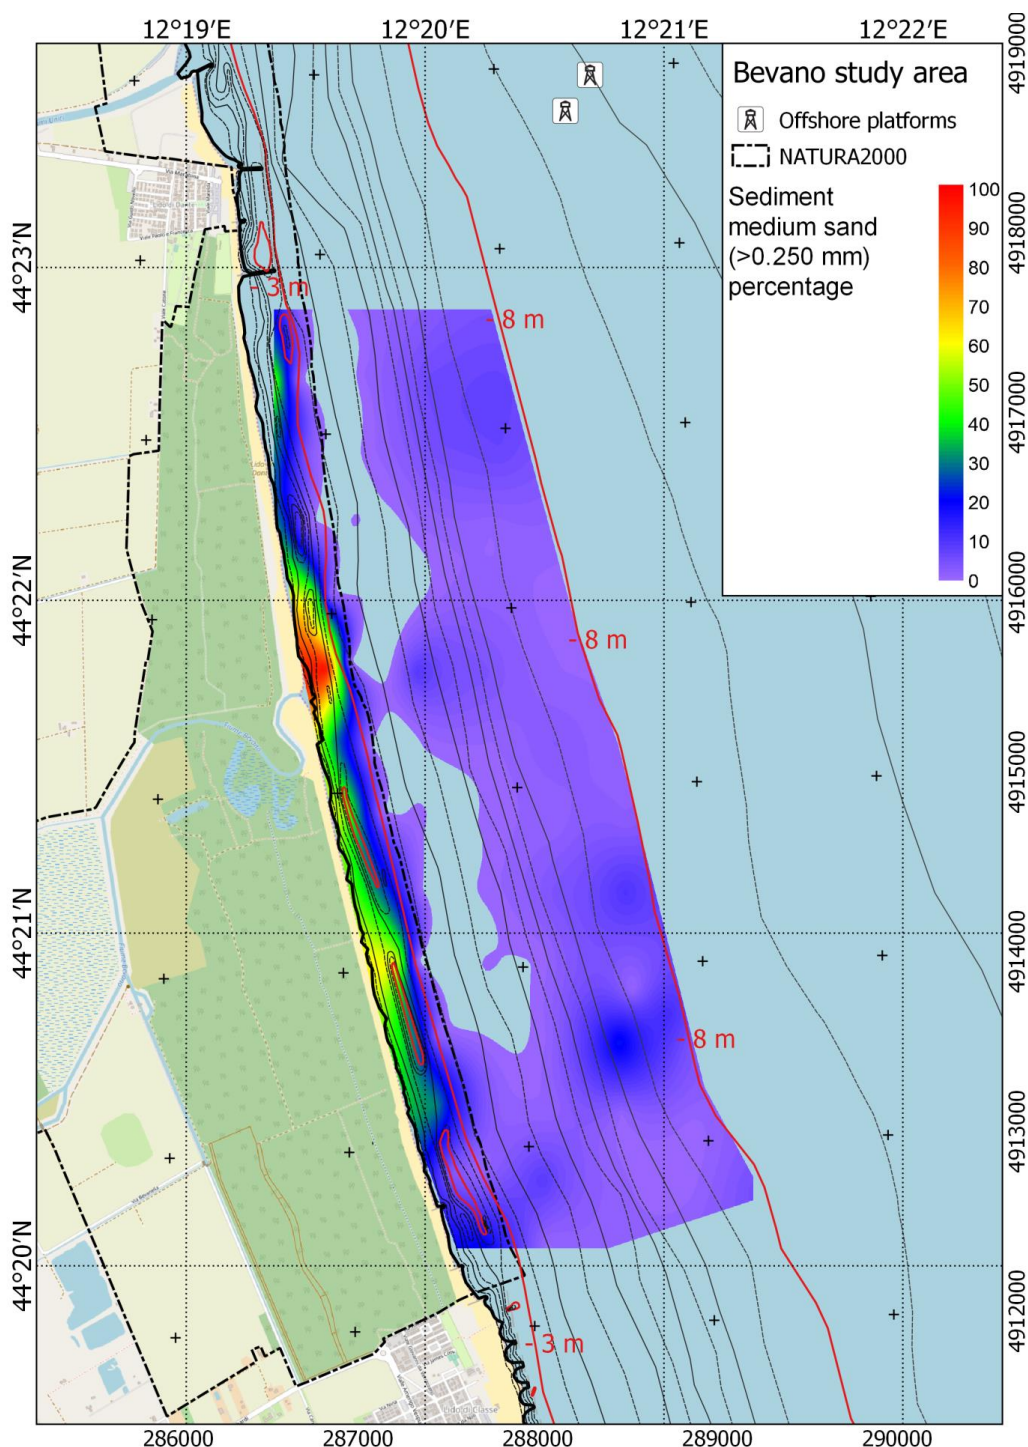 12°19′E
12°20′E
12°21′E
12°22′E
4919000
Bevano study area
Offshore platforms
NATURA2000
Sediment
medium sand
(>0.250 mm)
percentage
100
90
80
70
60
50
40
30
20
10
0
4918000
44°23′N
- 3 m
- 8 m
4917000
44°22′N
4916000
- 8 m
4915000
44°21′N
4914000
- 8 m
4913000
44°20′N
4912000
- 3 m
Lido di Classe
286000
287000
288000
289000
290000